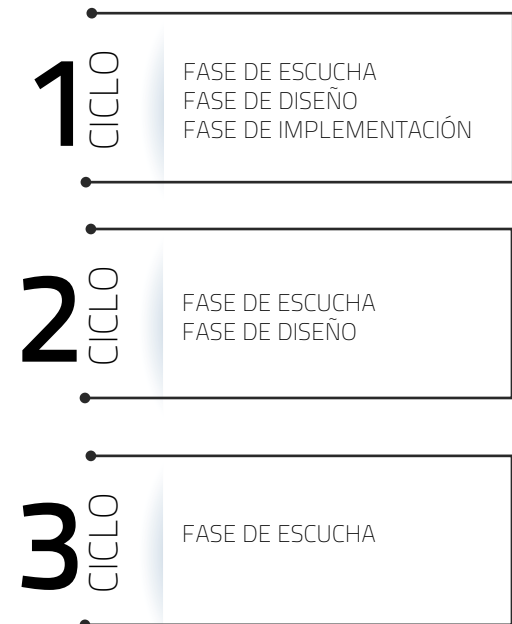 1 CICLO
FASE DE ESCUCHA
FASE DE DISEÑO
FASE DE IMPLEMENTACIÓN
2 CICLO
FASE DE ESCUCHA
FASE DE DISEÑO
3 CICLO
FASE DE ESCUCHA